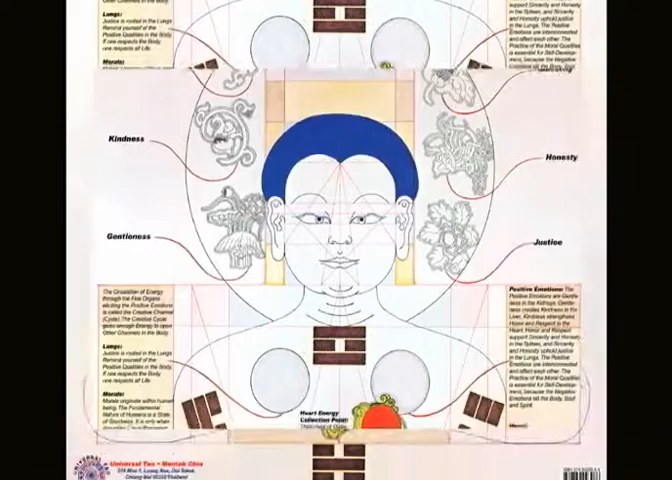 Lungs:
Justice is rooted in the Lungs
Remind yourself of the
Positive Qualities in the Body.
If one respects the Body,
one respects all Life.
support Sincerity and Honesty
in the Spleen, and Sincerity
and Honesty uphold justice
in the Lungs. The Positive
Emotions are interconnected
and affect each other. The
Practice of the Moral Qualities
is essential for Self-Develop-
ment, because the Negative
Kindness
Honesty
Gentleness
Justice
The Circulation of Energy
through the Five Organs
eliciting the Positive Emotions
is called the Creative Channel
(Cycle). The Creative Cycle
gives enough Energy to open
Other Channels in the Body.
Lungs:
Justice is rooted in the Lungs
Remind yourself of the
Positive Qualities in the Body.
If one respects the Body,
one respects all Life.
Morals:
Morals originate within human
being. The Fundamental
Nature of Humans is a State
of Goodness. It is only when
Positive Emotions: The
Positive Emotions are Gentle-
ness in the Kidneys. Gentle-
ness creates Kindness in the
Liver, Kindness strengthens
Honor and Respect in the
Heart. Honor and Respect
support Sincerity and Honesty
in the Spleen, and Sincerity
and Honesty uphold justice
in the Lungs. The Positive
Emotions are interconnected
and affect each other. The
Practice of the Moral Qualities
is essential for Self-Develop-
ment, because the Negative
Emotions kill the Body, Soul
and Spirit.
Heart Energy
Collection Point:
Universal Tao • Mantak Chia